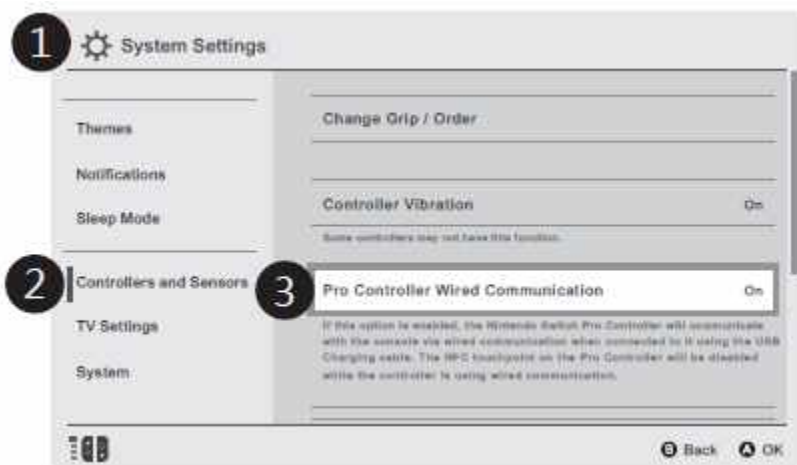 1
System Settings
Themes
Notifications
Sleep Mode
2
Controllers and Sensors
TV Settings
System
Change Grip / Order
Controller Vibration On
Some controllers may not have this function.
3
Pro Controller Wired Communication On
If this option is enabled, the Nintendo Switch Pro Controller will communicate
with the console via wired communication when connected to it using the USB
Charging cable. The NFC touchpoint on the Pro Controller will be disabled
while the controller is using wired communication.
B Back A OK